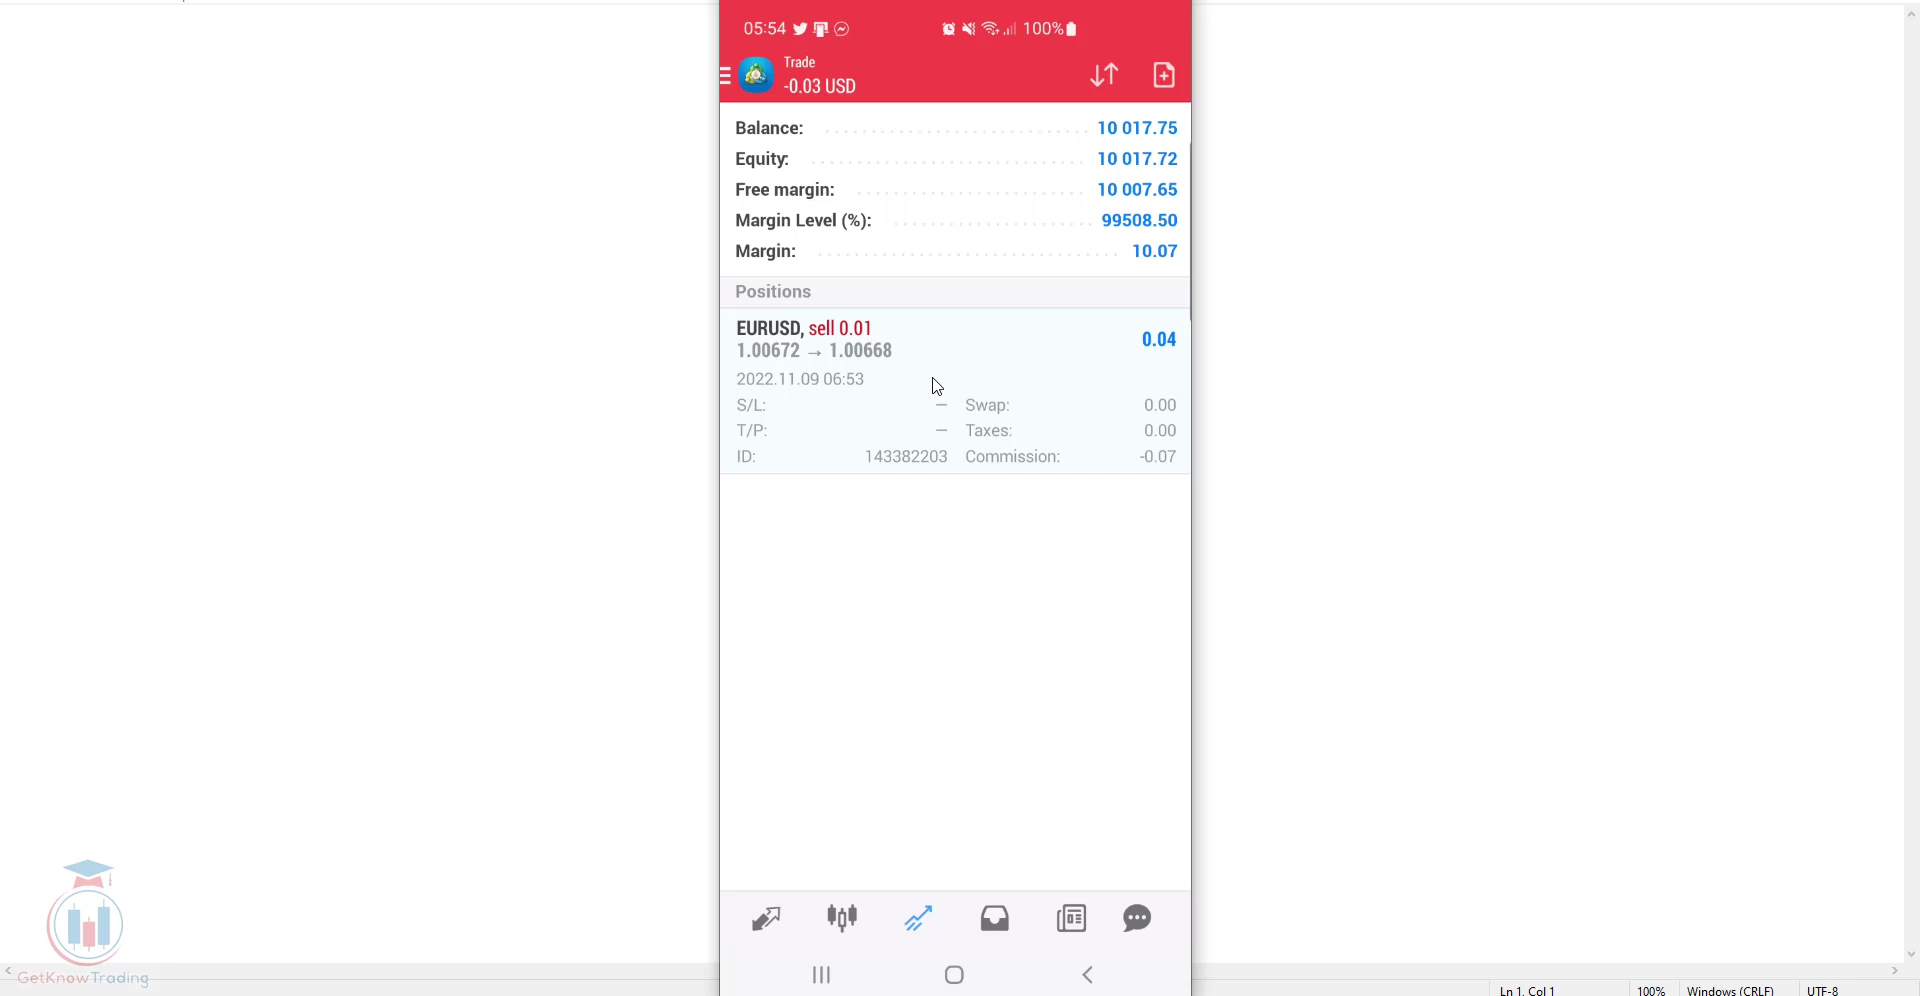 05:54 100%
Trade
-0.03 USD
Balance: 10 017.75
Equity: 10 017.72
Free margin: 10 007.65
Margin Level (%): 99508.50
Margin: 10.07
Positions
EURUSD, sell 0.01 0.04
1.00672 → 1.00668
2022.11.09 06:53
S/L: – Swap: 0.00
T/P: – Taxes: 0.00
ID: 143382203 Commission: -0.07
GetKnowTrading
Ln 1, Col 1 100% Windows (CRLF) UTF-8